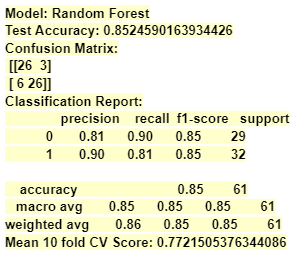 Model: Random Forest
Test Accuracy: 0.8524590163934426
Confusion Matrix:
[[26 3]
[ 6 26]]
Classification Report:
precision recall f1-score support
0 0.81 0.90 0.85 29
1 0.90 0.81 0.85 32
accuracy 0.85 61
macro avg 0.85 0.85 0.85 61
weighted avg 0.86 0.85 0.85 61
Mean 10 fold CV Score: 0.7721505376344086